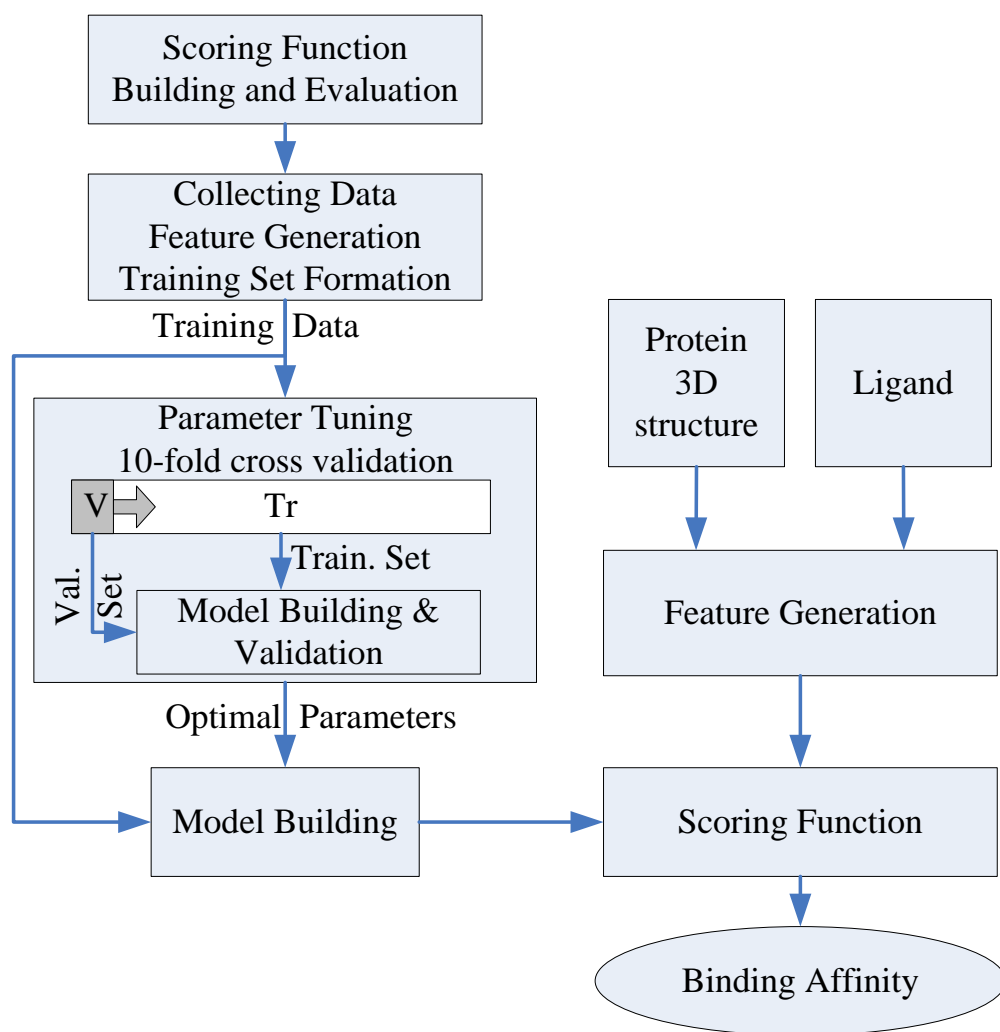 Scoring Function
Building and Evaluation
Collecting Data
Feature Generation
Training Set Formation
Training Data
Parameter Tuning
10-fold cross validation
V
Tr
Train. Set
Val.
Set
Model Building &
Validation
Optimal Parameters
Model Building
Protein
3D
structure
Ligand
Feature Generation
Scoring Function
Binding Affinity